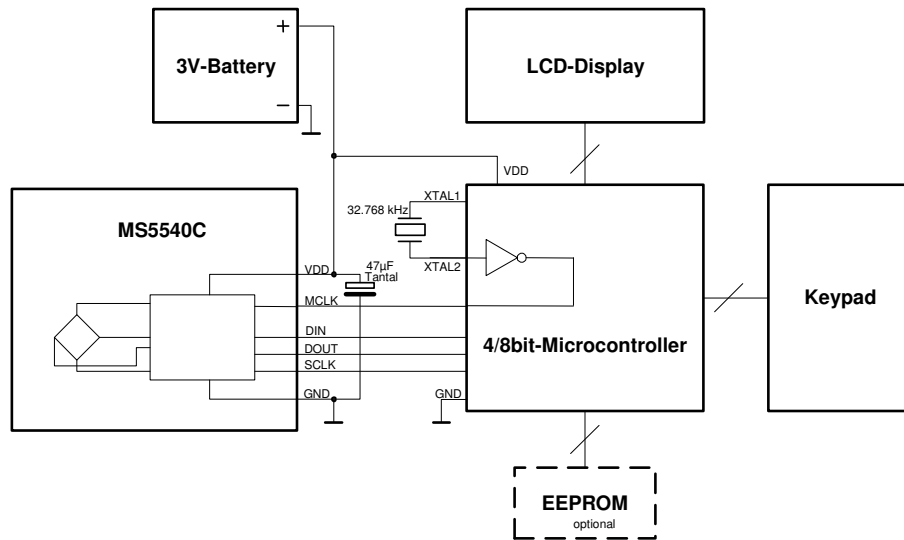 +
3V-Battery
−
LCD-Display
VDD
XTAL1
32.768 kHz
XTAL2
MS5540C
VDD
47µF
Tantal
MCLK
DIN
DOUT
SCLK
GND
4/8bit-Microcontroller
GND
Keypad
EEPROM
optional